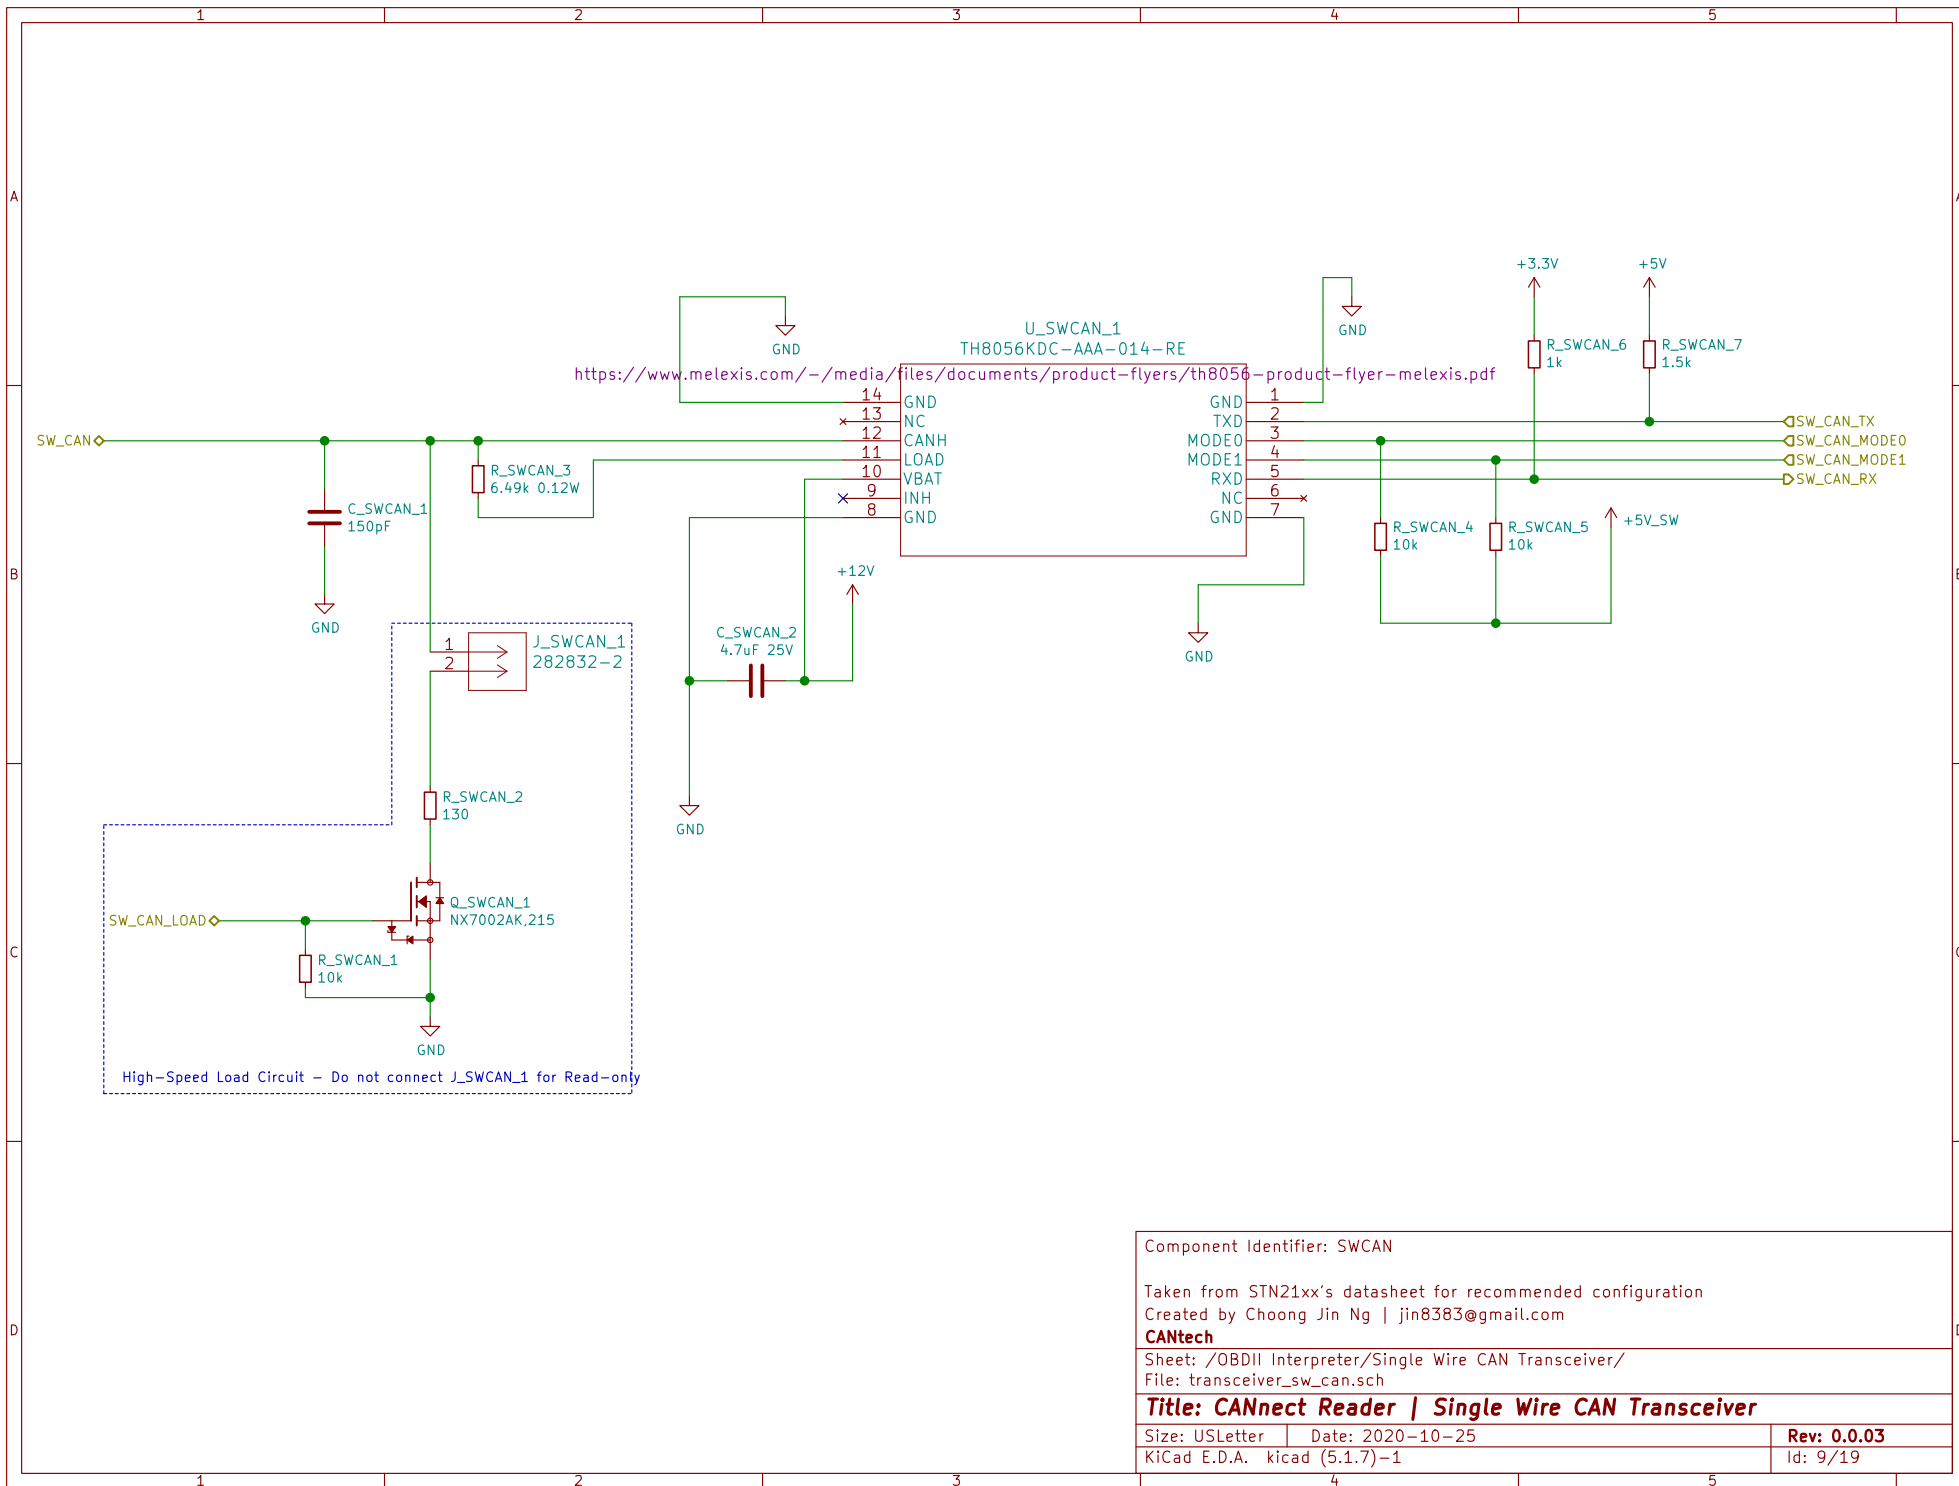 1 2 3 4 5
A
B
C
D
+3.3V
+5V
GND
GND
U_SWCAN_1
TH8056KDC-AAA-014-RE
https://www.melexis.com/-/media/files/documents/product-flyers/th8056-product-flyer-melexis.pdf
R_SWCAN_6
1k
R_SWCAN_7
1.5k
14 GND
13 NC
12 CANH
11 LOAD
10 VBAT
9 INH
8 GND
GND 1
TXD 2
MODE0 3
MODE1 4
RXD 5
NC 6
GND 7
SW_CAN_TX
SW_CAN_MODE0
SW_CAN_MODE1
SW_CAN_RX
SW_CAN
R_SWCAN_3
6.49k 0.12W
C_SWCAN_1
150pF
GND
R_SWCAN_4
10k
R_SWCAN_5
10k
+5V_SW
+12V
C_SWCAN_2
4.7uF 25V
GND
GND
1
2
J_SWCAN_1
282832-2
R_SWCAN_2
130
Q_SWCAN_1
NX7002AK,215
SW_CAN_LOAD
R_SWCAN_1
10k
GND
High-Speed Load Circuit - Do not connect J_SWCAN_1 for Read-only
Component Identifier: SWCAN
Taken from STN21xx's datasheet for recommended configuration
Created by Choong Jin Ng | jin8383@gmail.com
CANtech
Sheet: /OBDII Interpreter/Single Wire CAN Transceiver/
File: transceiver_sw_can.sch
Title: CANnect Reader | Single Wire CAN Transceiver
Size: USLetter Date: 2020-10-25 Rev: 0.0.03
KiCad E.D.A. kicad (5.1.7)-1 Id: 9/19
1 2 3 4 5